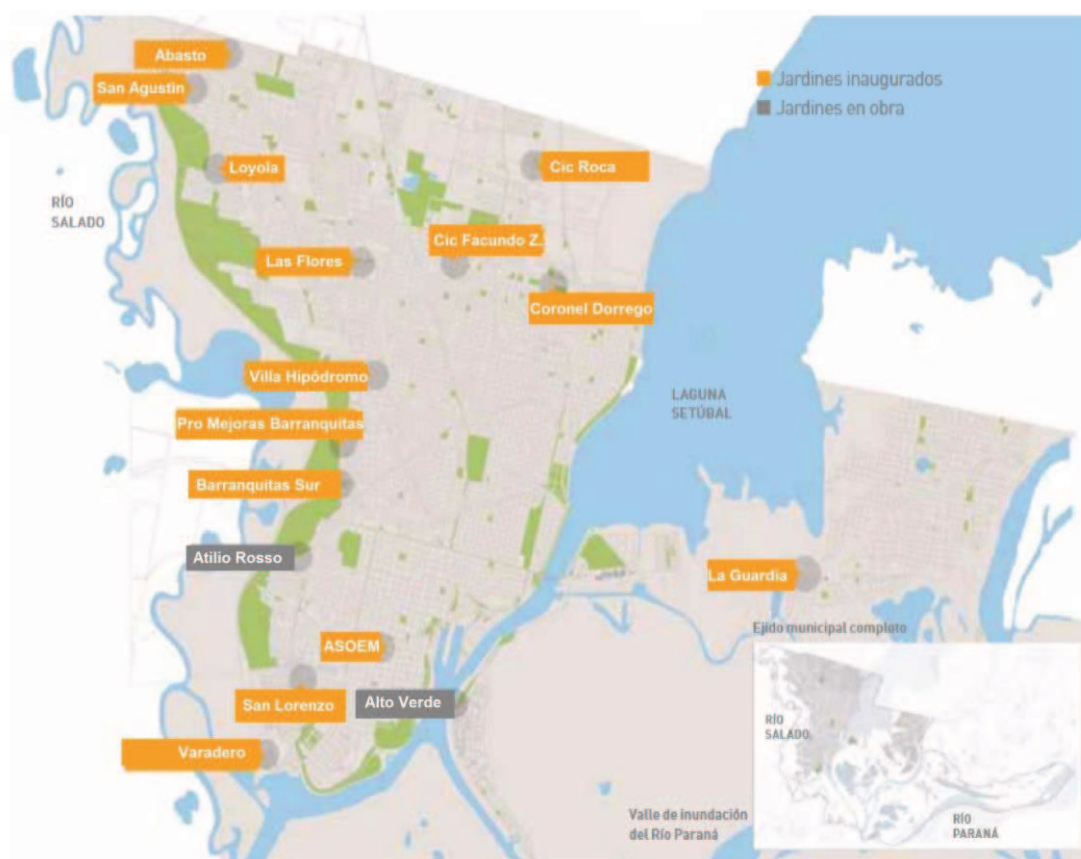 Abasto
San Agustin
Jardines inaugurados
Jardines en obra
Loyola
Cic Roca
RÍO
SALADO
Cic Facundo Z.
Las Flores
Coronel Dorrego
Villa Hipódromo
LAGUNA
SETÚBAL
Pro Mejoras Barranquitas
Barranquitas Sur
Atilio Rosso
La Guardia
Ejido municipal completo
ASOEM
San Lorenzo
Alto Verde
RÍO
SALADO
Varadero
Valle de inundación
del Río Paraná
RÍO
PARANÁ